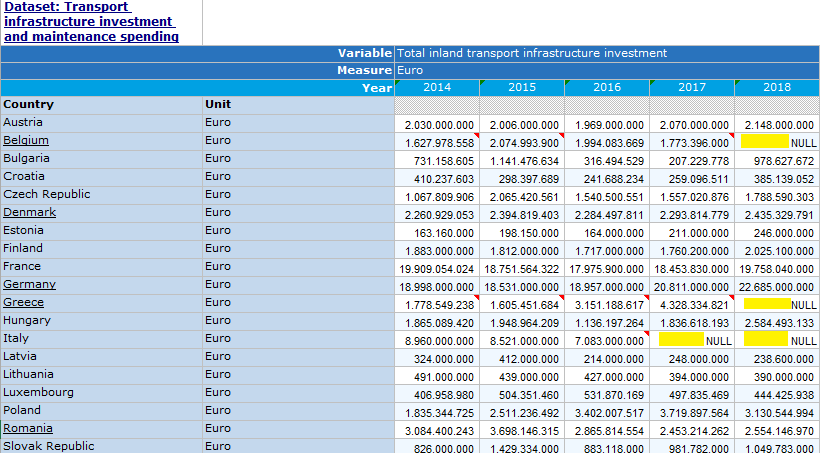 Dataset: Transport
infrastructure investment
and maintenance spending
Variable Total inland transport infrastructure investment
Measure Euro
Year 2014 2015 2016 2017 2018
Country Unit
Austria Euro 2.030.000.000 2.006.000.000 1.969.000.000 2.070.000.000 2.148.000.000
Belgium Euro 1.627.978.558 2.074.993.900 1.994.083.669 1.773.396.000 NULL
Bulgaria Euro 731.158.605 1.141.476.634 316.494.529 207.229.778 978.627.672
Croatia Euro 410.237.603 298.397.689 241.688.234 259.096.511 385.139.052
Czech Republic Euro 1.067.809.906 2.065.420.561 1.540.500.551 1.557.020.876 1.788.590.303
Denmark Euro 2.260.929.053 2.394.819.403 2.284.497.811 2.293.814.779 2.435.329.791
Estonia Euro 163.160.000 198.150.000 164.000.000 211.000.000 246.000.000
Finland Euro 1.883.000.000 1.812.000.000 1.717.000.000 1.760.200.000 2.025.100.000
France Euro 19.909.054.024 18.751.564.322 17.975.900.000 18.453.830.000 19.758.040.000
Germany Euro 18.998.000.000 18.531.000.000 18.957.000.000 20.811.000.000 22.685.000.000
Greece Euro 1.778.549.238 1.605.451.684 3.151.188.617 4.328.334.821 NULL
Hungary Euro 1.865.089.420 1.948.964.209 1.136.197.264 1.836.618.193 2.584.493.133
Italy Euro 8.960.000.000 8.521.000.000 7.083.000.000 NULL NULL
Latvia Euro 324.000.000 412.000.000 214.000.000 248.000.000 238.600.000
Lithuania Euro 491.000.000 439.000.000 427.000.000 394.000.000 390.000.000
Luxembourg Euro 406.958.980 504.351.460 531.870.169 497.835.469 444.425.938
Poland Euro 1.835.344.725 2.511.236.492 3.402.007.517 3.719.897.564 3.130.544.994
Romania Euro 3.084.400.243 3.698.146.315 2.865.814.554 2.453.214.262 2.554.146.970
Slovak Republic Euro 826.000.000 1.429.334.000 883.118.000 981.782.000 1.049.783.000